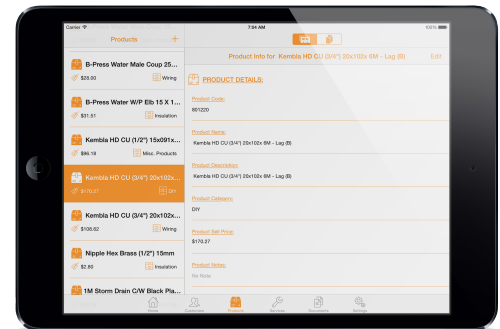 Carrier
7:04 AM
100%
Products +
B-Press Water Male Coup 25...
$28.00 Wiring
B-Press Water W/P Elb 15 X 1...
$31.51 Insulation
Kembla HD CU (1/2") 15x091x...
$96.18 Misc. Products
Kembla HD CU (3/4") 20x102x...
$170.27 DIY
Kembla HD CU (3/4") 20x102x...
$108.62 Wiring
Nipple Hex Brass (1/2") 15mm
$2.80 Insulation
1M Storm Drain C/W Black Pla...
Product Info for Kembla HD CU (3/4") 20x102x 6M - Lag (B) Edit
PRODUCT DETAILS:
Product Code:
801220
Product Name:
Kembla HD CU (3/4") 20x102x 6M - Lag (B)
Product Description:
Kembla HD CU (3/4") 20x102x 6M - Lag (B)
Product Category:
DIY
Product Sell Price:
$170.27
Product Notes:
No Note
Home Customers Products Services Documents Settings